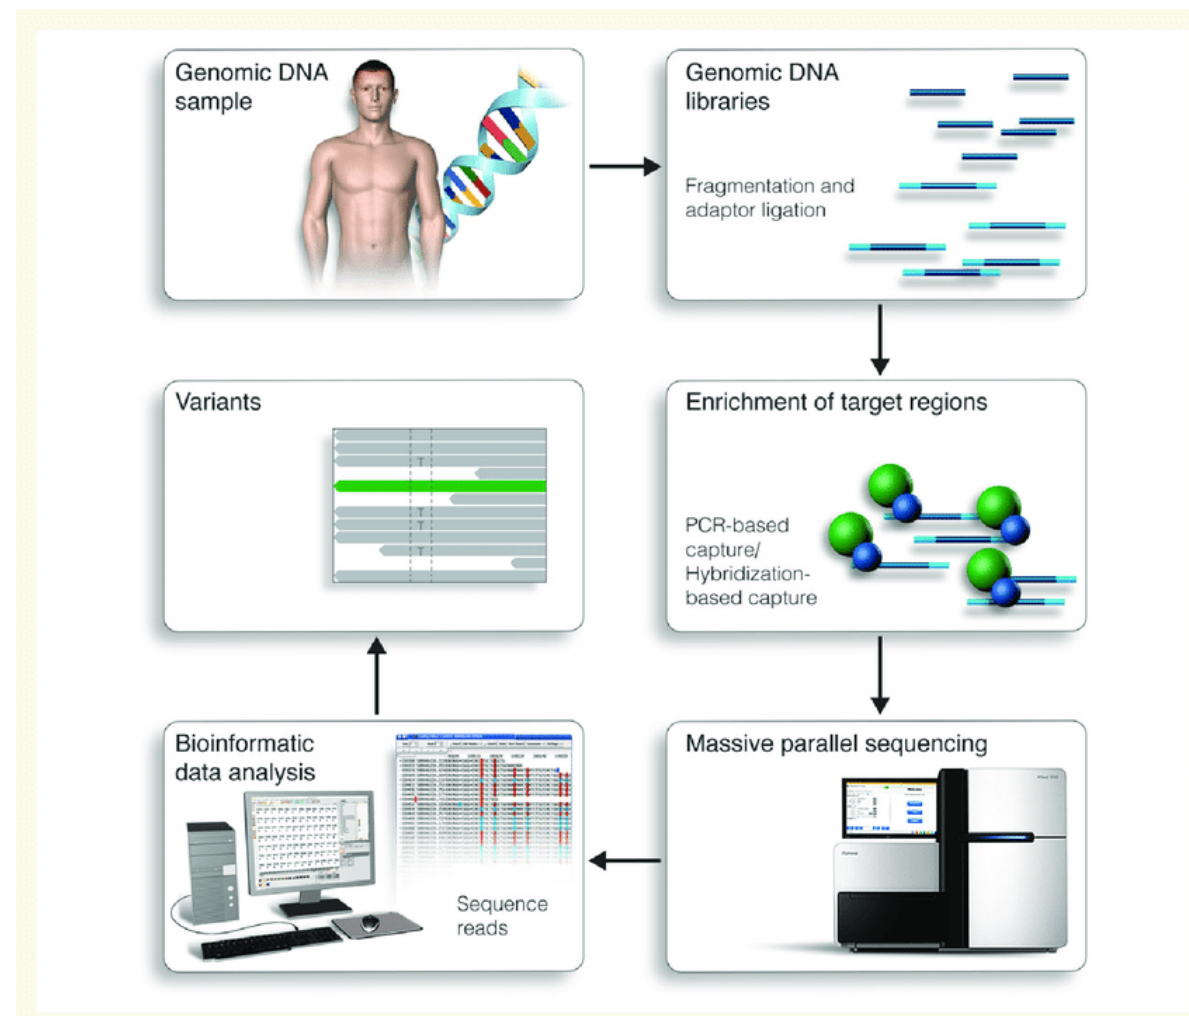 Genomic DNA
sample
Genomic DNA
libraries
Fragmentation and
adaptor ligation
Enrichment of target regions
PCR-based
capture/
Hybridization-
based capture
Massive parallel sequencing
Bioinformatic
data analysis
Sequence
reads
Variants
T
T
T
T